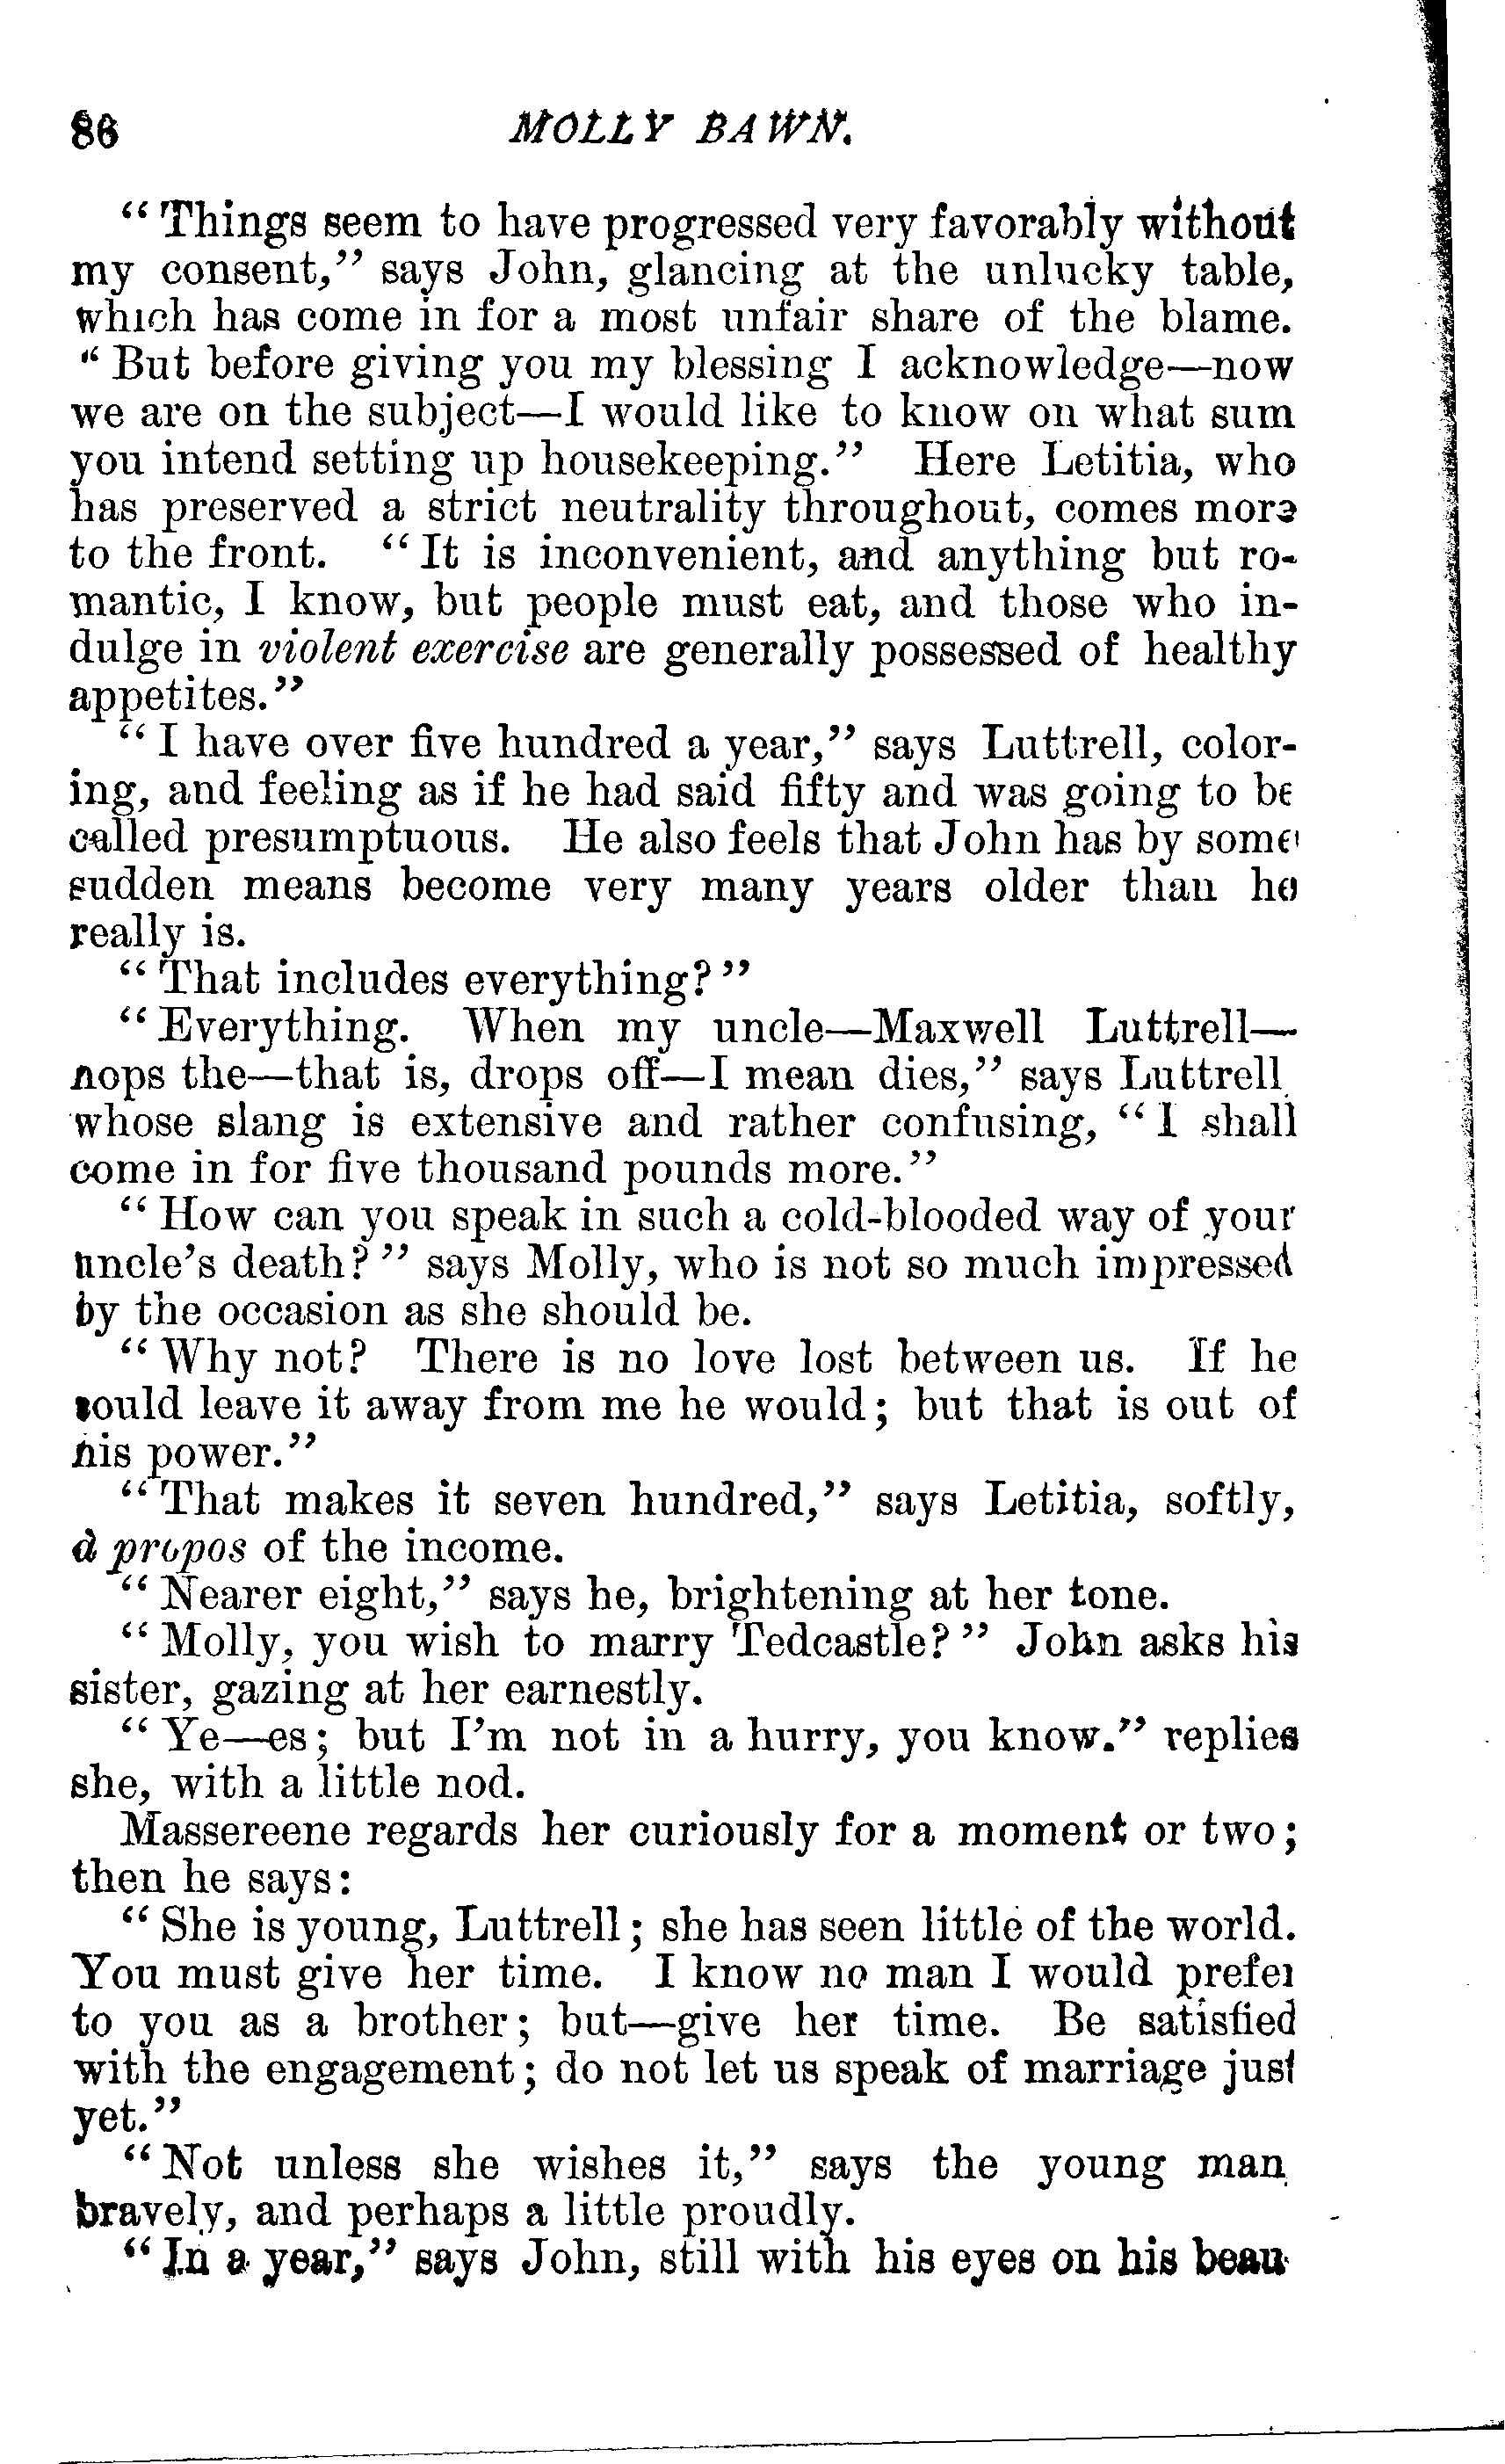 86 MOLLY BAWN.
"Things seem to have progressed very favorably without
my consent," says John, glancing at the unlucky table,
which has come in for a most unfair share of the blame.
"But before giving you my blessing I acknowledge—now
we are on the subject—I would like to know on what sum
you intend setting up housekeeping." Here Letitia, who
has preserved a strict neutrality throughout, comes more
to the front. "It is inconvenient, and anything but ro-
mantic, I know, but people must eat, and those who in-
dulge in violent exercise are generally possessed of healthy
appetites."
"I have over five hundred a year," says Luttrell, color-
ing, and feeling as if he had said fifty and was going to be
called presumptuous. He also feels that John has by some
sudden means become very many years older than he
really is.
"That includes everything?"
"Everything. When my uncle—Maxwell Luttrell—
hops the—that is, drops off—I mean dies," says Luttrell
whose slang is extensive and rather confusing, "I shall
come in for five thousand pounds more."
"How can you speak in such a cold-blooded way of your
uncle's death?" says Molly, who is not so much impressed
by the occasion as she should be.
"Why not? There is no love lost between us. If he
could leave it away from me he would; but that is out of
his power."
"That makes it seven hundred," says Letitia, softly,
à propos of the income.
"Nearer eight," says he, brightening at her tone.
"Molly, you wish to marry Tedcastle?" John asks his
sister, gazing at her earnestly.
"Ye—es; but I'm not in a hurry, you know." replies
she, with a little nod.
Massereene regards her curiously for a moment or two;
then he says:
"She is young, Luttrell; she has seen little of the world.
You must give her time. I know no man I would prefer
to you as a brother; but—give her time. Be satisfied
with the engagement; do not let us speak of marriage just
yet."
"Not unless she wishes it," says the young man
bravely, and perhaps a little proudly.
"In a year," says John, still with his eyes on his beau-